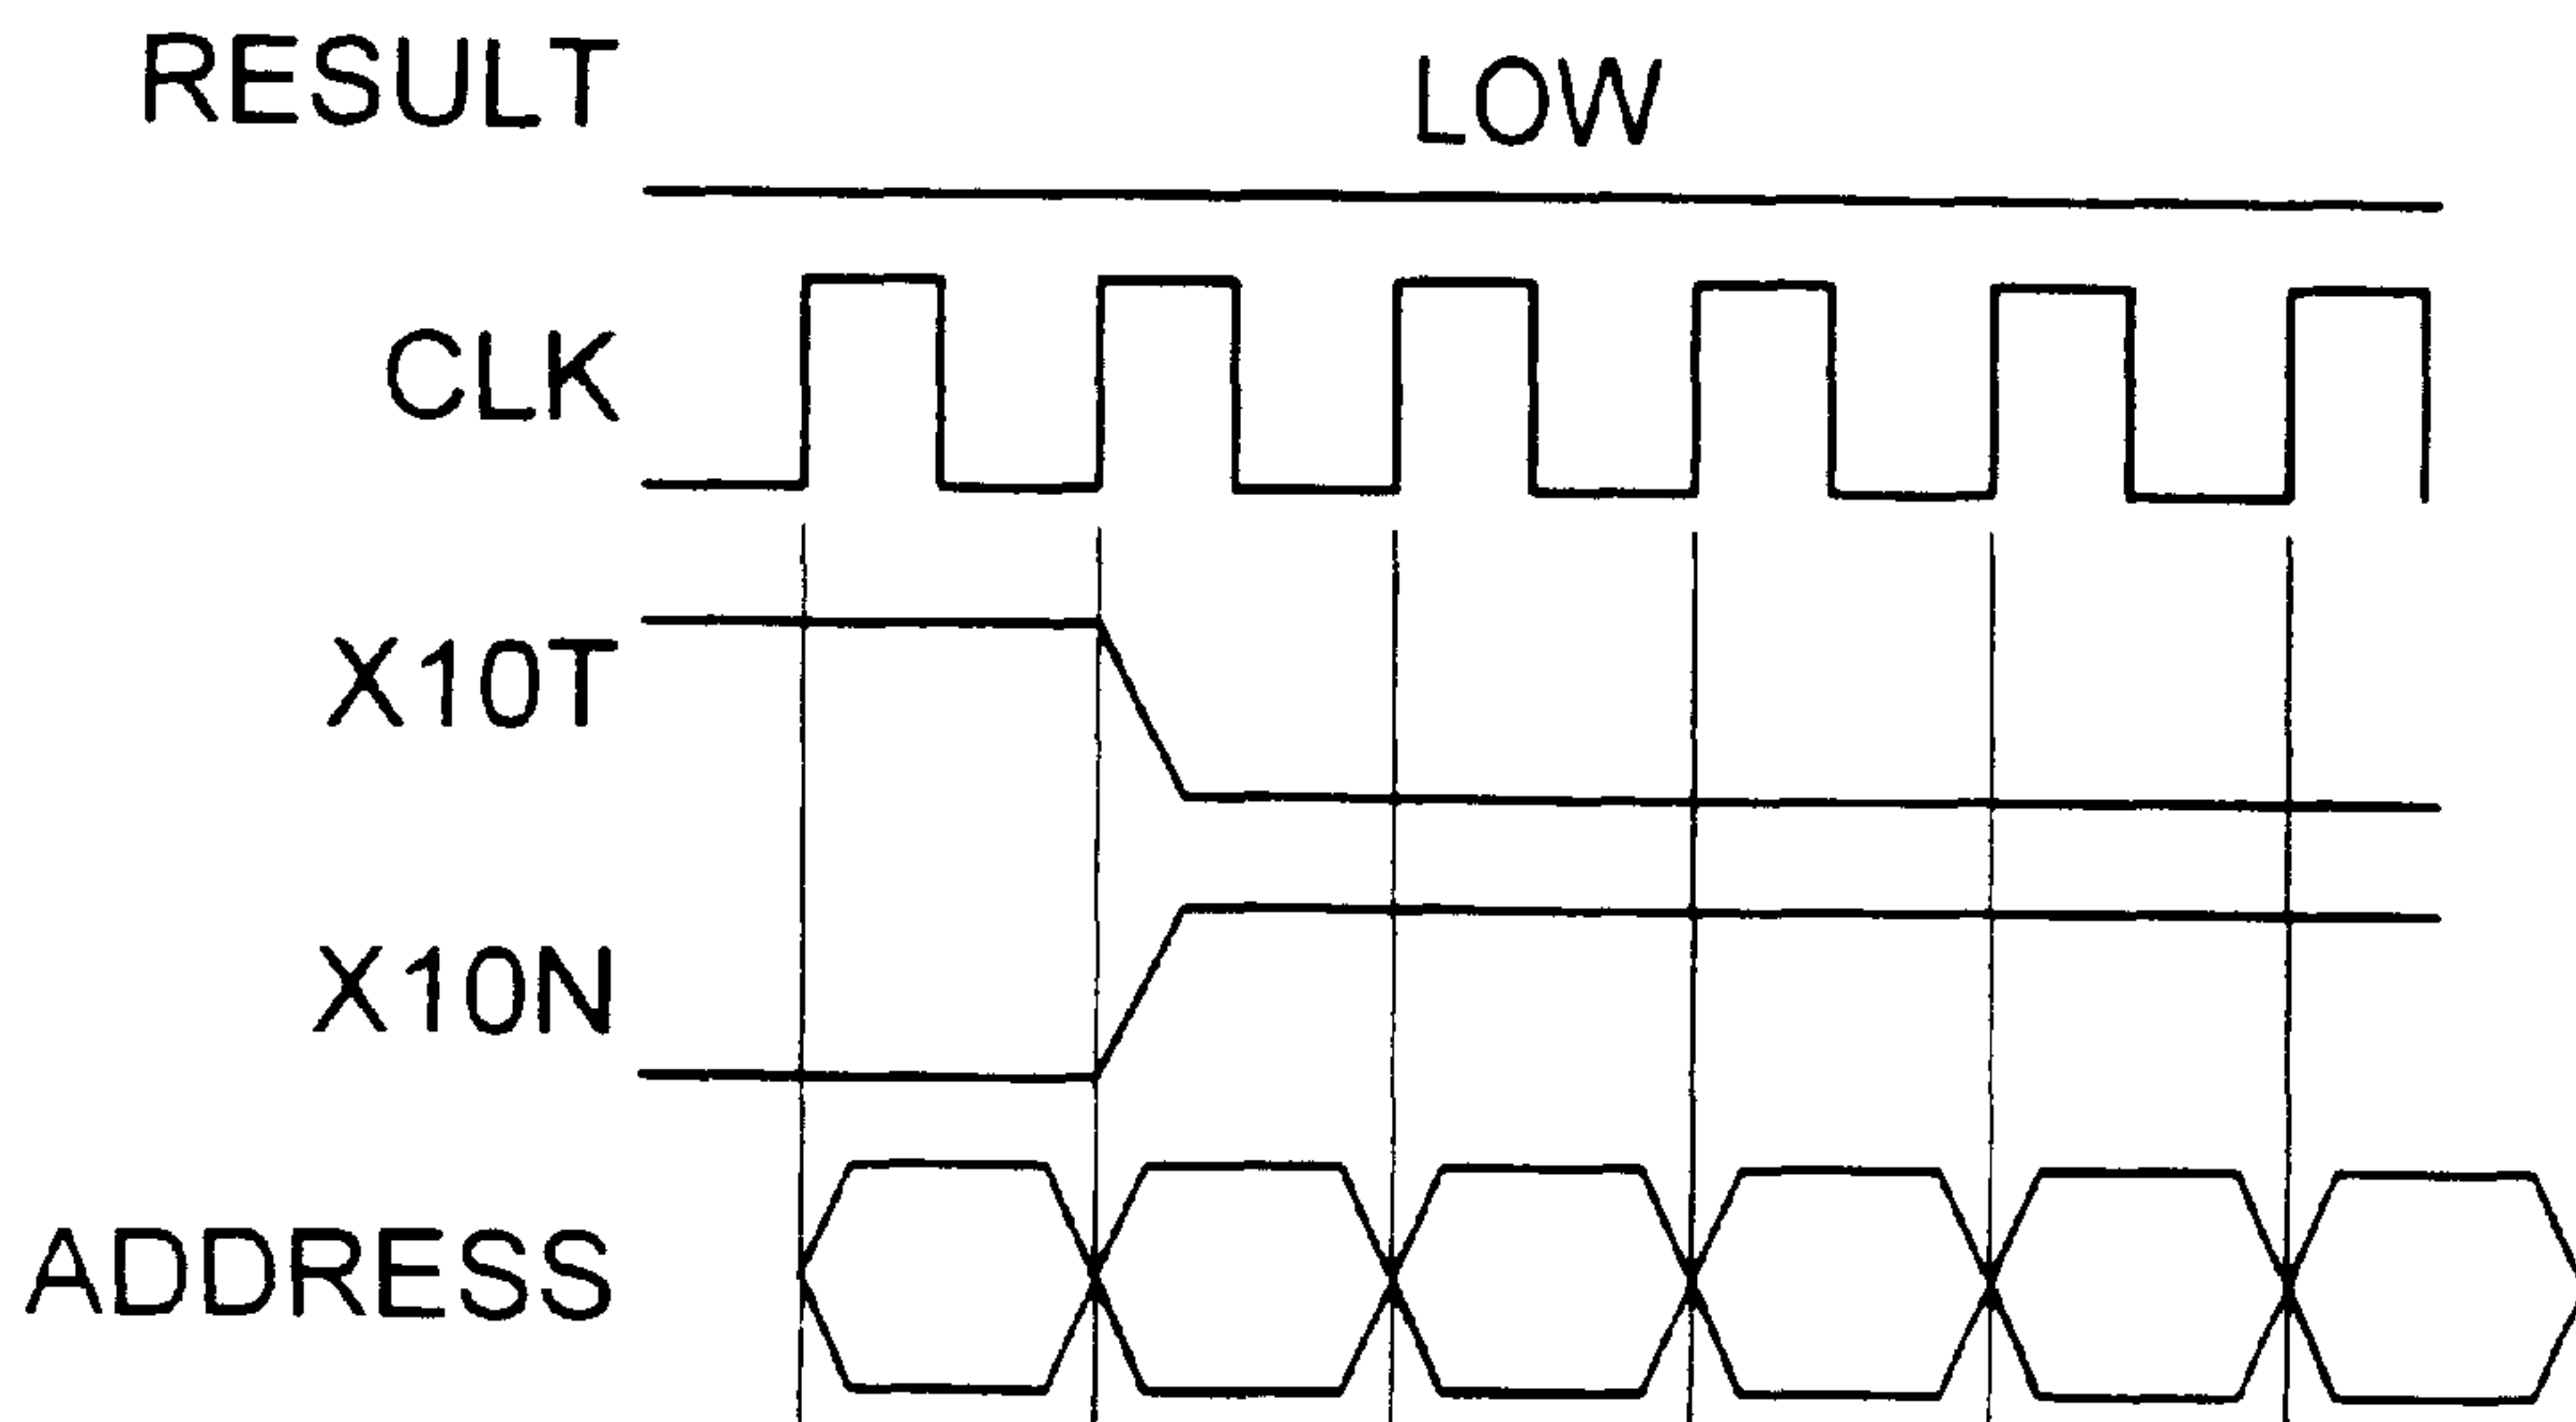 RESULT
LOW
CLK
X10T
X10N
ADDRESS